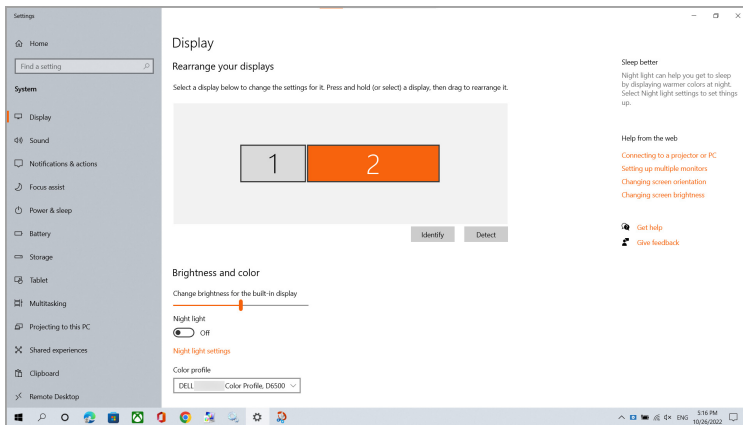 Settings
Home
Find a setting
System
Display
Sound
Notifications & actions
Focus assist
Power & sleep
Battery
Storage
Tablet
Multitasking
Projecting to this PC
Shared experiences
Clipboard
Remote Desktop
Display
Rearrange your displays
Select a display below to change the settings for it. Press and hold (or select) a display, then drag to rearrange it.
1
2
Identify
Detect
Brightness and color
Change brightness for the built-in display
Night light
Off
Night light settings
Color profile
DELL Color Profile, D6500
Sleep better
Night light can help you get to sleep
by displaying warmer colors at night.
Select Night light settings to set things
up.
Help from the web
Connecting to a projector or PC
Setting up multiple monitors
Changing screen orientation
Changing screen brightness
Get help
Give feedback
ENG
5:16 PM
10/26/2022